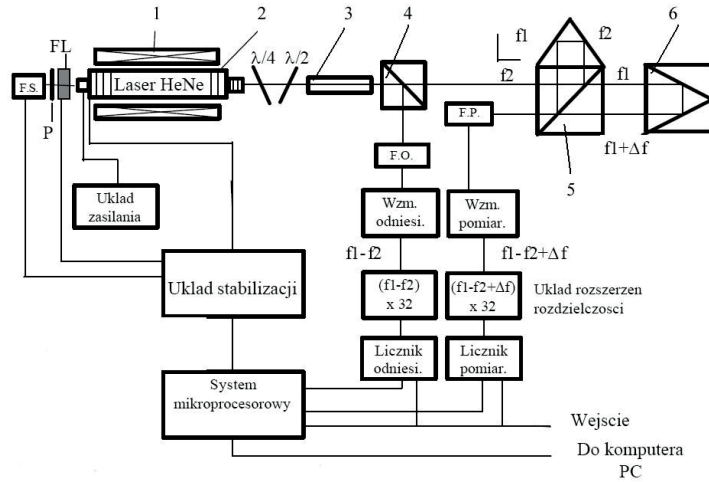 1
2
3
4
6
FL
λ/4
λ/2
f1
f2
f2
f1
F.S.
Laser HeNe
P
F.P.
f1+Δf
F.O.
5
Uklad
zasilania
Wzm.
odniesi.
Wzm.
pomiar.
f1-f2
f1-f2+Δf
Uklad stabilizacji
(f1-f2)
x 32
(f1-f2+Δf)
x 32
Uklad rozszerzen
rozdzielczosci
Licznik
odniesi.
Licznik
pomiar.
System
mikroprocesorowy
Wejscie
Do komputera
PC